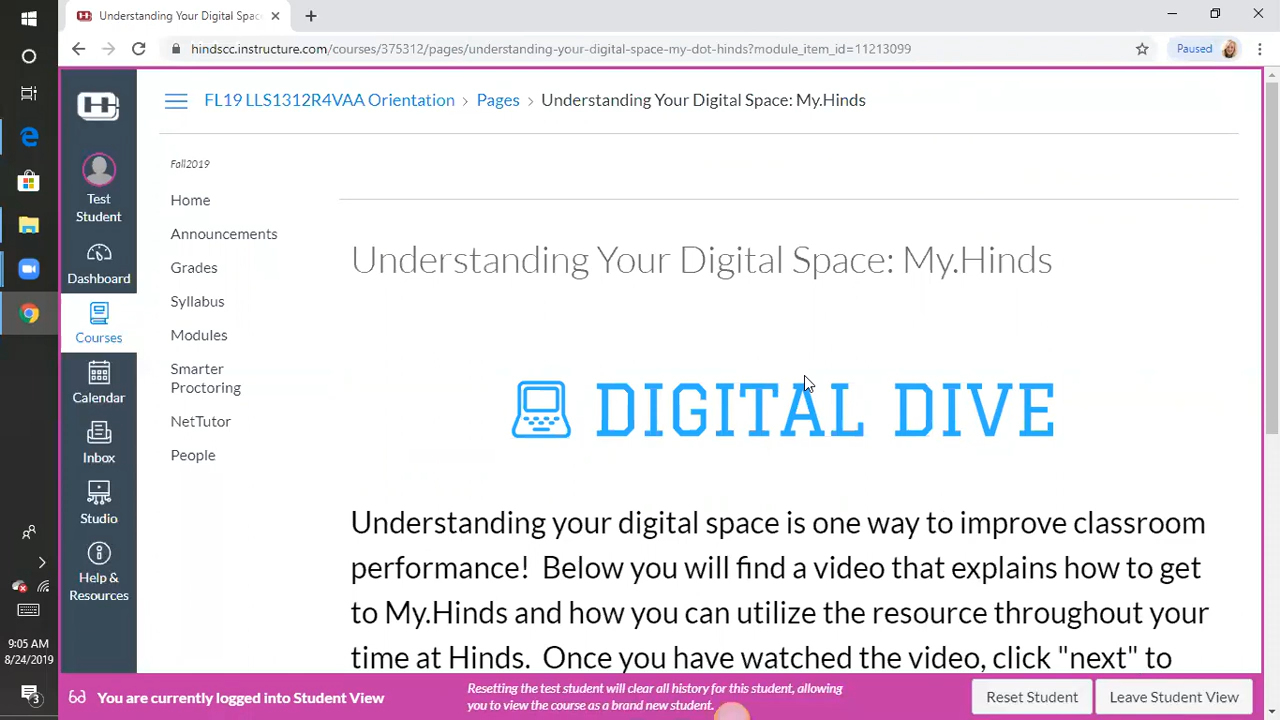 Understanding Your Digital Spac
Paused
hindscc.instructure.com/courses/375312/pages/understanding-your-digital-space-my-dot-hinds?module_item_id=11213099
FL19 LLS1312R4VAA Orientation > Pages > Understanding Your Digital Space: My.Hinds
Fall2019
Home
Announcements
Grades
Syllabus
Modules
Smarter
Proctoring
NetTutor
People
Test
Student
Dashboard
Courses
Calendar
Inbox
Studio
Help &
Resources
Understanding Your Digital Space: My.Hinds
DIGITAL DIVE
Understanding your digital space is one way to improve classroom
performance!  Below you will find a video that explains how to get
to My.Hinds and how you can utilize the resource throughout your
time at Hinds.  Once you have watched the video, click "next" to
You are currently logged into Student View
Resetting the test student will clear all history for this student, allowing
you to view the course as a brand new student.
Reset Student
Leave Student View
9:05 AM
8/24/2019
3